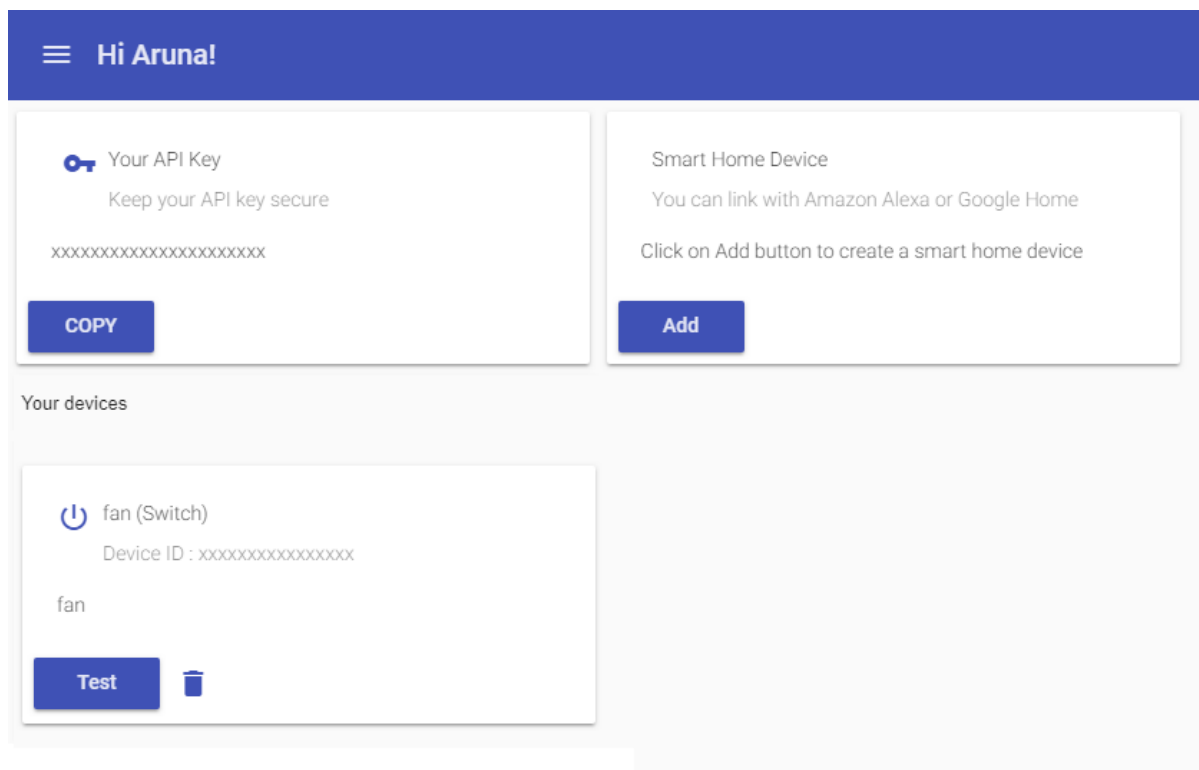 Hi Aruna!
Your API Key
Keep your API key secure
xxxxxxxxxxxxxxxxxxxxxx
COPY
Smart Home Device
You can link with Amazon Alexa or Google Home
Click on Add button to create a smart home device
Add
Your devices
fan (Switch)
Device ID : xxxxxxxxxxxxxxxx
fan
Test